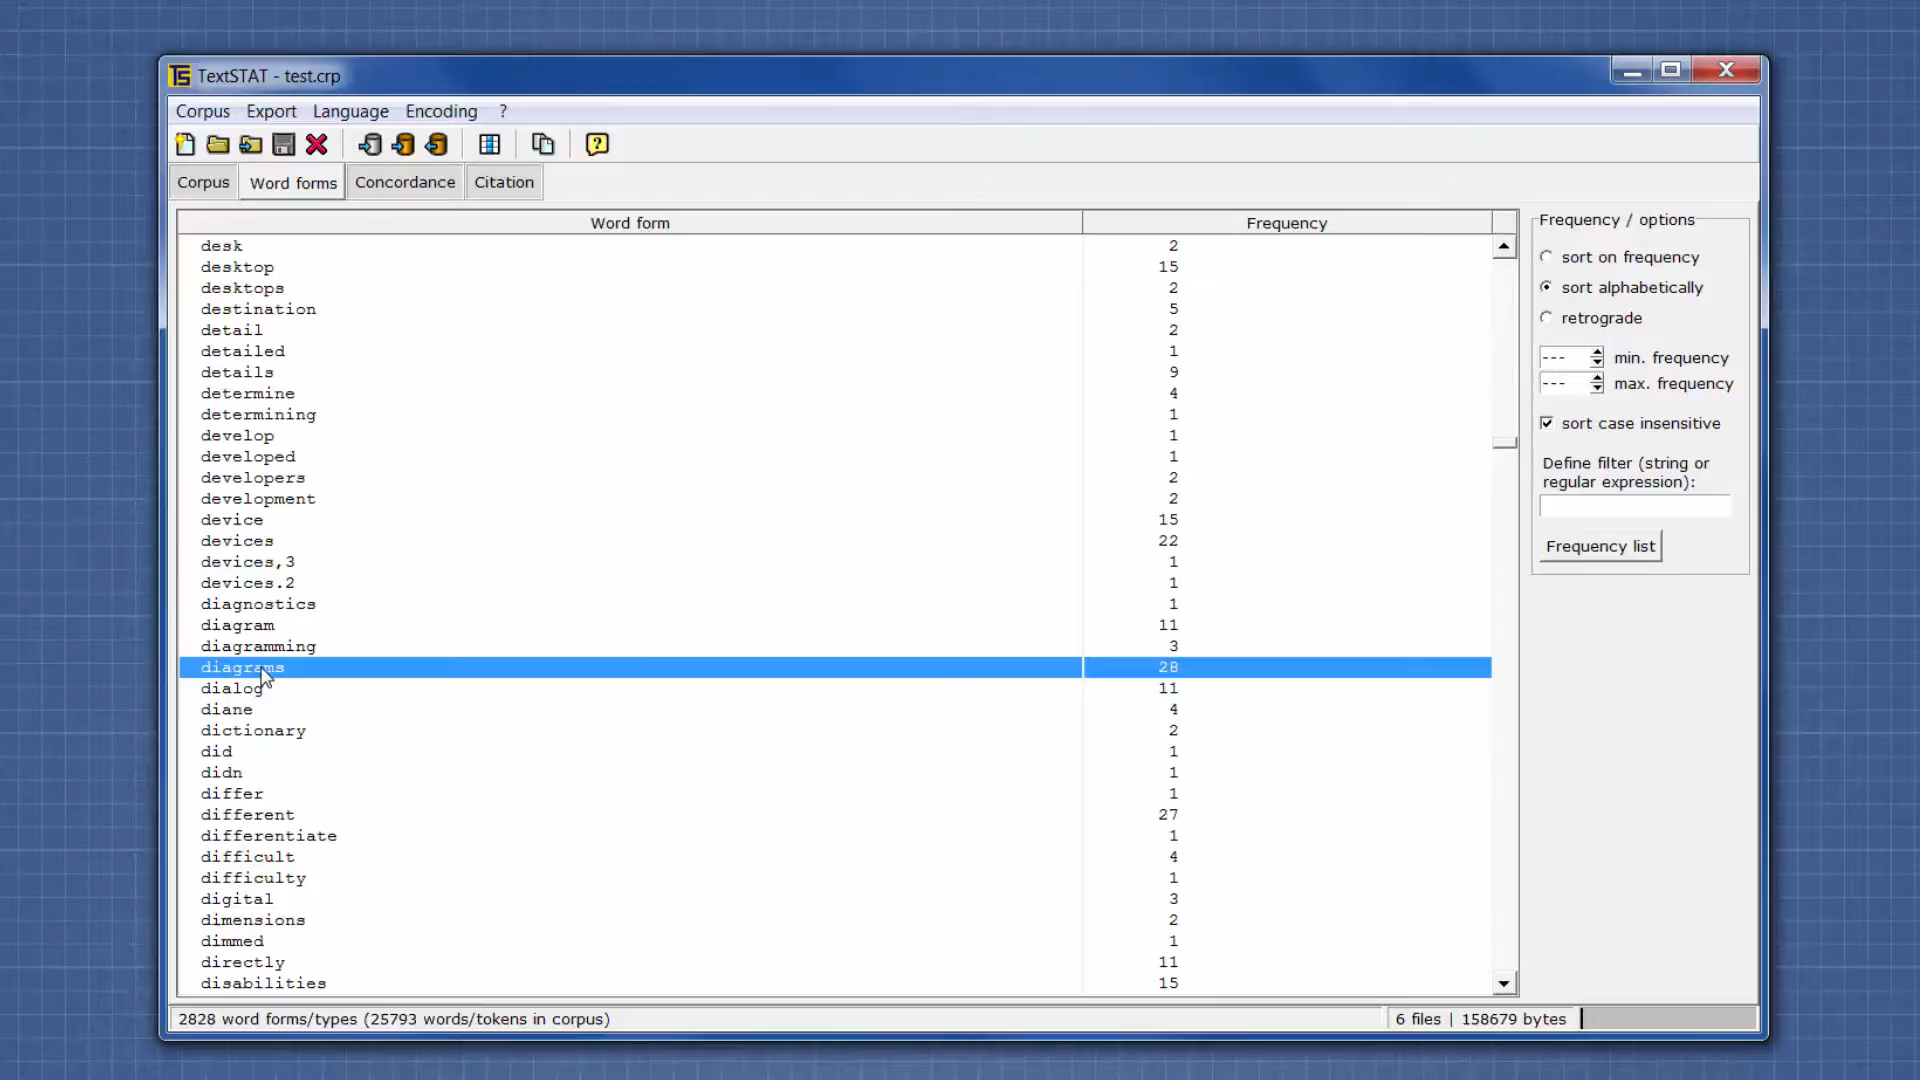 TextSTAT - test.crp
Corpus Export Language Encoding ?
Corpus Word forms Concordance Citation
Word form Frequency
desk 2
desktop 15
desktops 2
destination 5
detail 2
detailed 1
details 9
determine 4
determining 1
develop 1
developed 1
developers 2
development 2
device 15
devices 22
devices,3 1
devices.2 1
diagnostics 1
diagram 11
diagramming 3
diagrams 28
dialog 11
diane 4
dictionary 2
did 1
didn 1
differ 1
different 27
differentiate 1
difficult 4
difficulty 1
digital 3
dimensions 2
dimmed 1
directly 11
disabilities 15
Frequency / options
sort on frequency
sort alphabetically
retrograde
--- min. frequency
--- max. frequency
sort case insensitive
Define filter (string or
regular expression):
Frequency list
2828 word forms/types (25793 words/tokens in corpus)
6 files | 158679 bytes